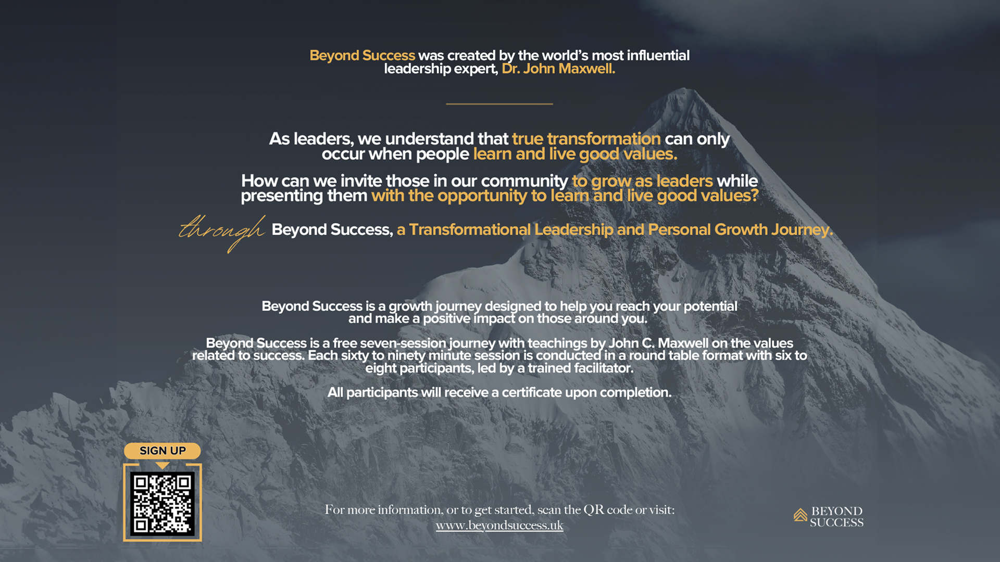 Beyond Success was created by the world’s most influential
leadership expert, Dr. John Maxwell.
As leaders, we understand that true transformation can only
occur when people learn and live good values.
How can we invite those in our community to grow as leaders while
presenting them with the opportunity to learn and live good values?
through Beyond Success, a Transformational Leadership and Personal Growth Journey.
Beyond Success is a growth journey designed to help you reach your potential
and make a positive impact on those around you.
Beyond Success is a free seven-session journey with teachings by John C. Maxwell on the values
related to success. Each sixty to ninety minute session is conducted in a round table format with six to
eight participants, led by a trained facilitator.
All participants will receive a certificate upon completion.
SIGN UP
For more information, or to get started, scan the QR code or visit:
www.beyondsuccess.uk
BEYOND
SUCCESS